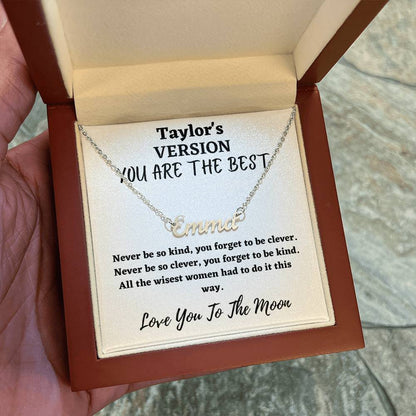 Taylor's
VERSION
YOU ARE THE BEST
Emma
Never be so kind, you forget to be clever.
Never be so clever, you forget to be kind.
All the wisest women had to do it this
way.
Love You To The Moon